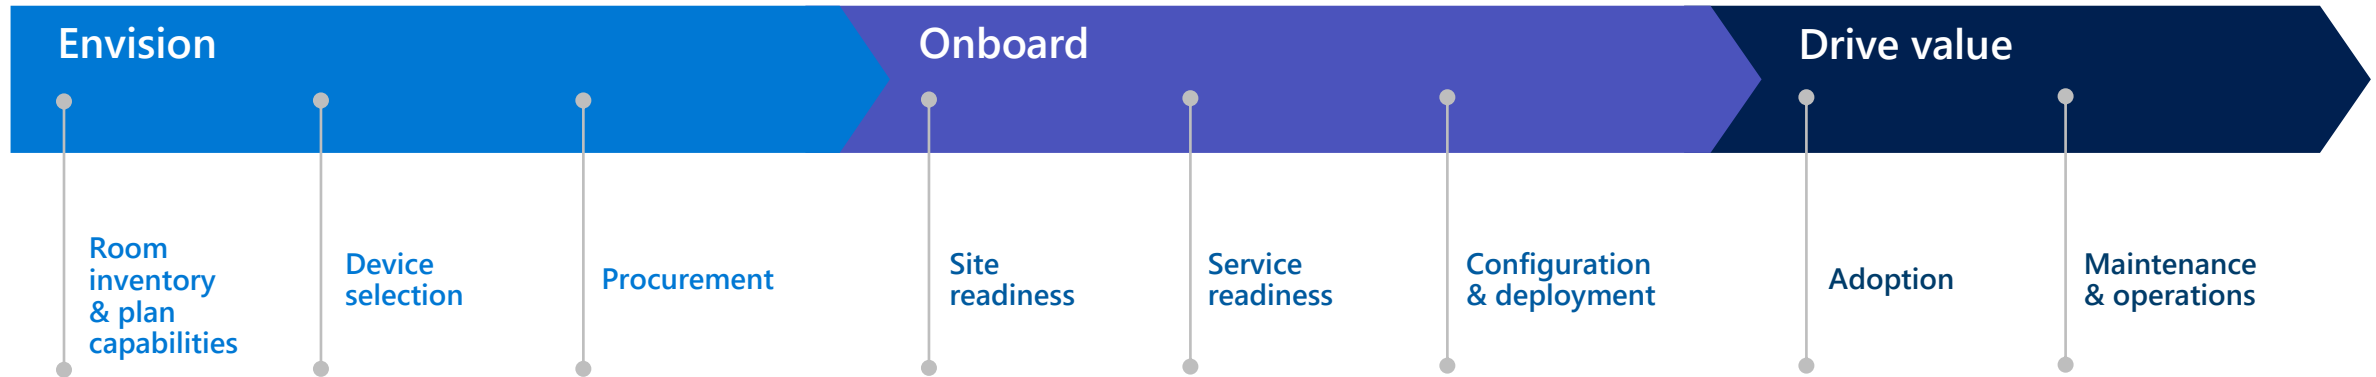 Envision
Onboard
Drive value
Room
inventory
& plan
capabilities
Device
selection
Procurement
Site
readiness
Service
readiness
Configuration
& deployment
Adoption
Maintenance
& operations